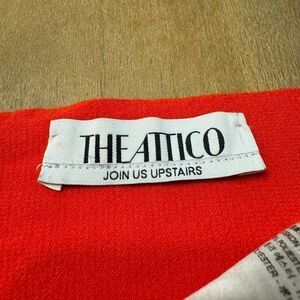 THE ATTICO
JOIN US UPSTAIRS